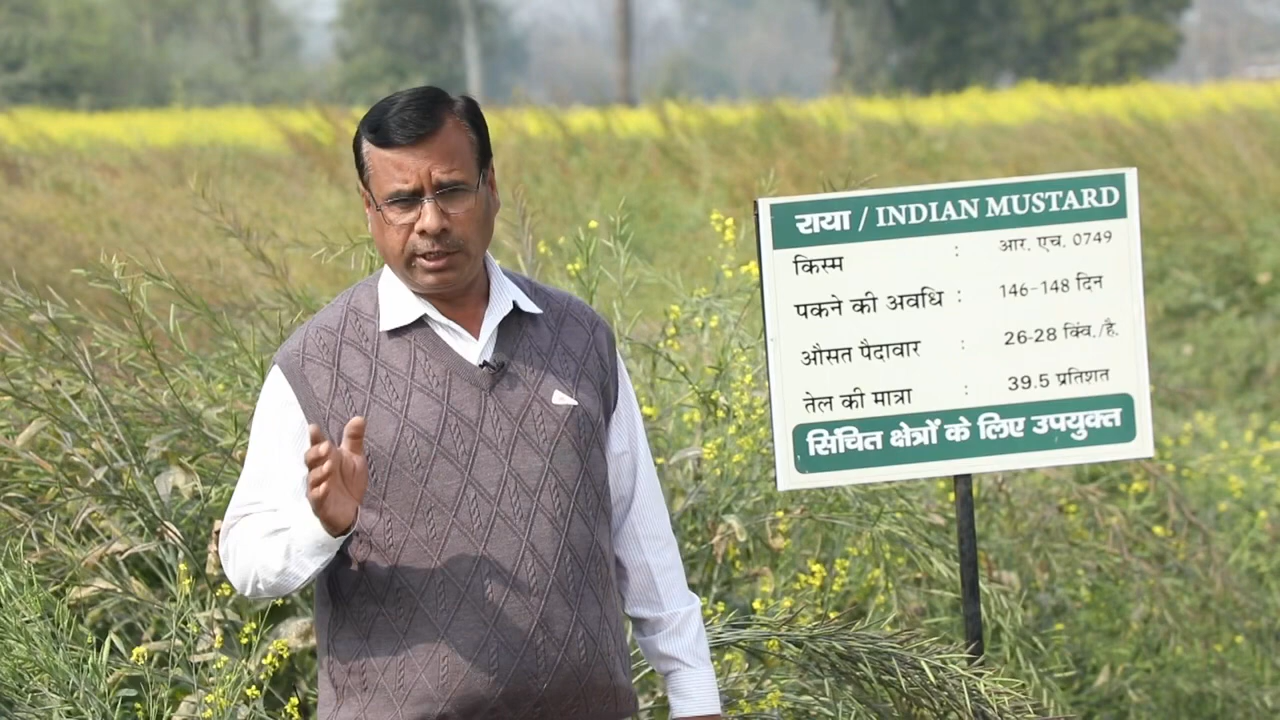 राया / INDIAN MUSTARD
किस्म : आर. एच. 0749
पकने की अवधि : 146-148 दिन
औसत पैदावार : 26-28 क्विं./है.
तेल की मात्रा : 39.5 प्रतिशत
सिंचित क्षेत्रों के लिए उपयुक्त